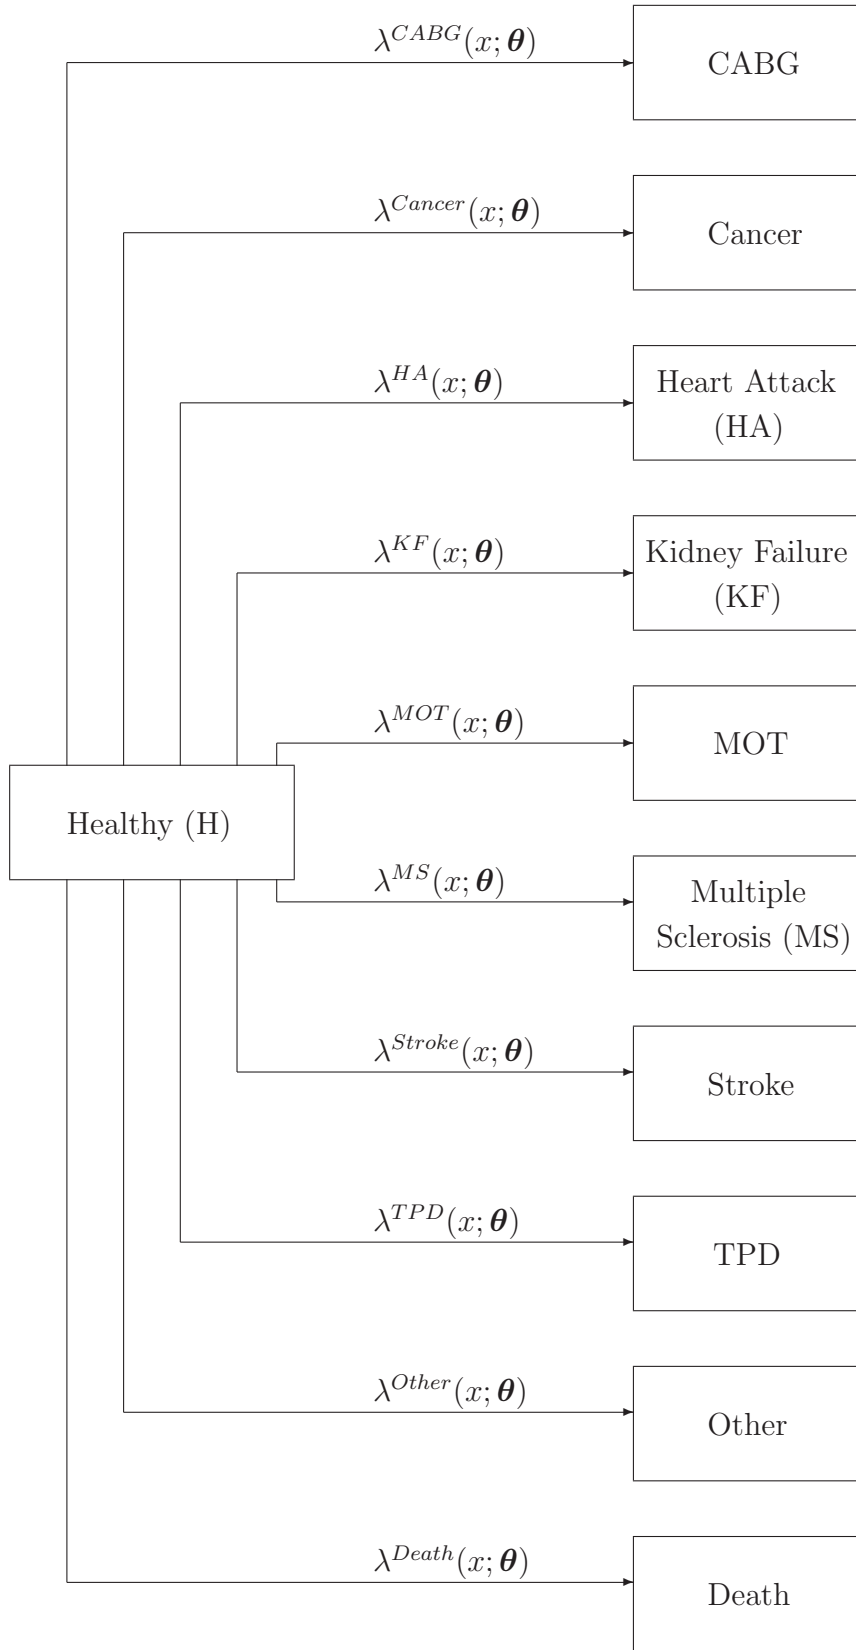 λ^{CABG}(x; θ)
CABG
λ^{Cancer}(x; θ)
Cancer
λ^{HA}(x; θ)
Heart Attack
(HA)
λ^{KF}(x; θ)
Kidney Failure
(KF)
λ^{MOT}(x; θ)
MOT
Healthy (H)
λ^{MS}(x; θ)
Multiple
Sclerosis (MS)
λ^{Stroke}(x; θ)
Stroke
λ^{TPD}(x; θ)
TPD
λ^{Other}(x; θ)
Other
λ^{Death}(x; θ)
Death